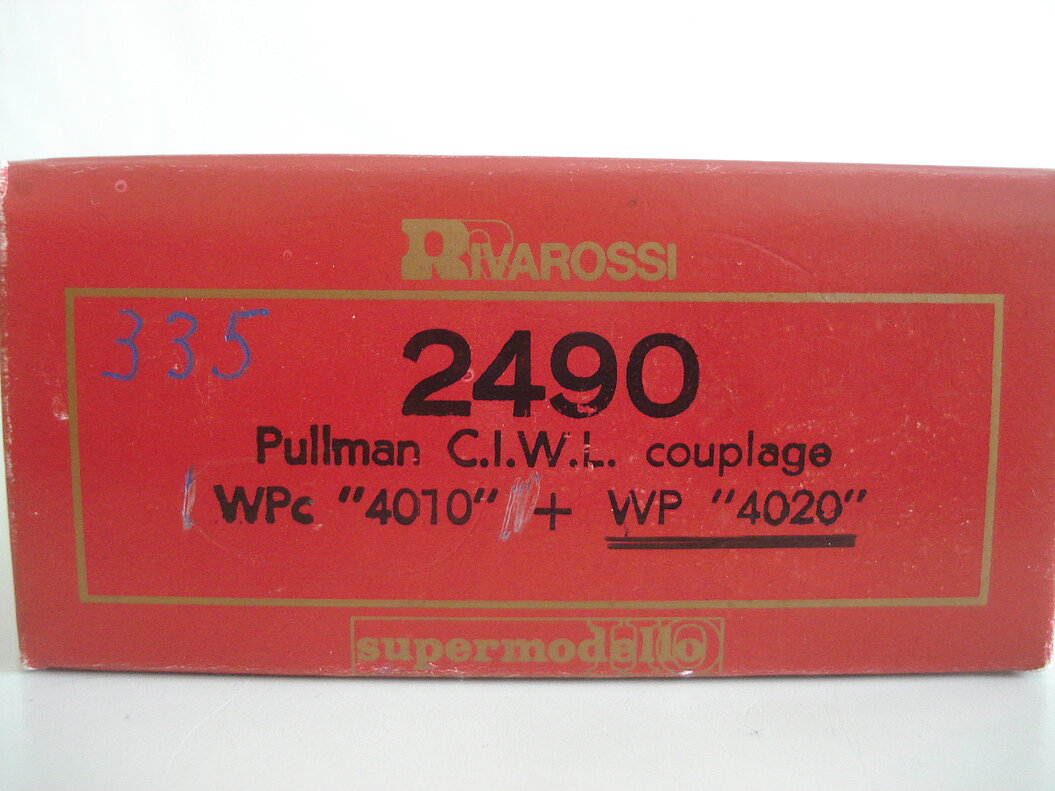 RIVAROSSI
335
2490
Pullman C.I.W.L. couplage
WPc "4010" + WP "4020"
supermodello